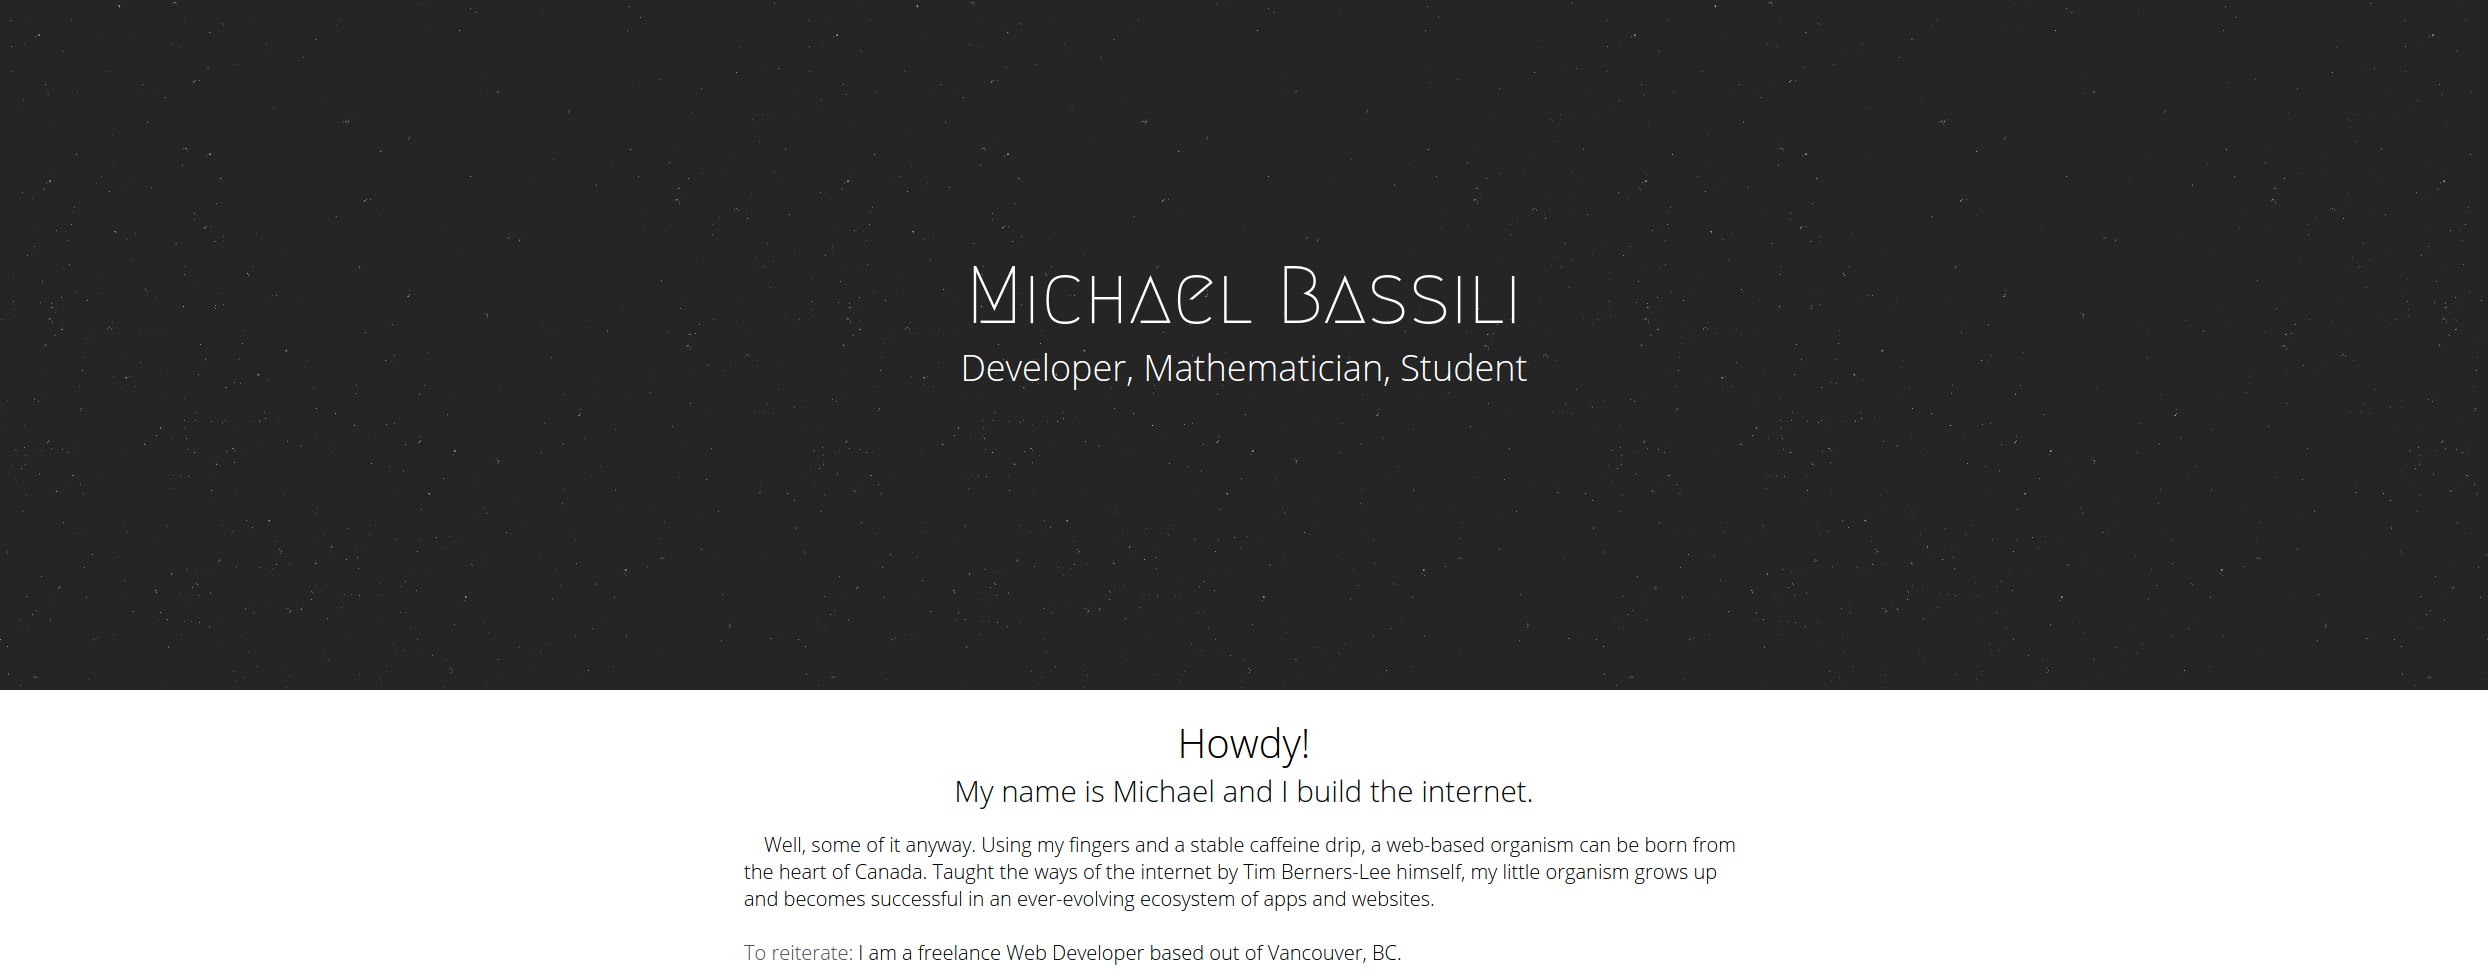 Michael Bassili
Developer, Mathematician, Student
Howdy!
My name is Michael and I build the internet.
Well, some of it anyway. Using my fingers and a stable caffeine drip, a web-based organism can be born from
the heart of Canada. Taught the ways of the internet by Tim Berners-Lee himself, my little organism grows up
and becomes successful in an ever-evolving ecosystem of apps and websites.
To reiterate: I am a freelance Web Developer based out of Vancouver, BC.